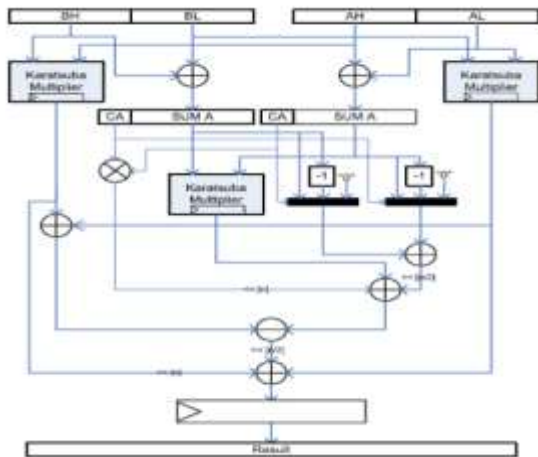 BH BL AH AL
Karatsuba Multiplier
Karatsuba Multiplier
CA SUM A CA SUM A
-1 -1
Karatsuba Multiplier
Result